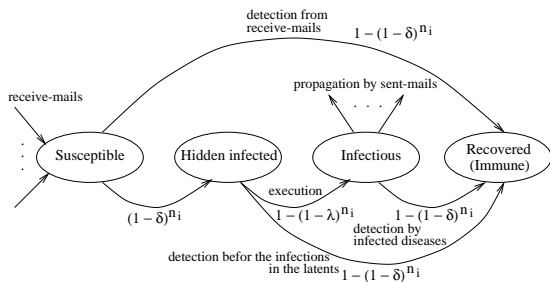 detection from
receive-mails
1−(1−δ)^n_i
receive-mails
propagation by sent-mails
. . .
.
.
.
Susceptible
Hidden infected
Infectious
Recovered
(Immune)
execution
(1−δ)^n_i
1−(1−λ)^n_i
1−(1−δ)^n_i
detection by
infected diseases
detection befor the infections
in the latents
1−(1−δ)^n_i